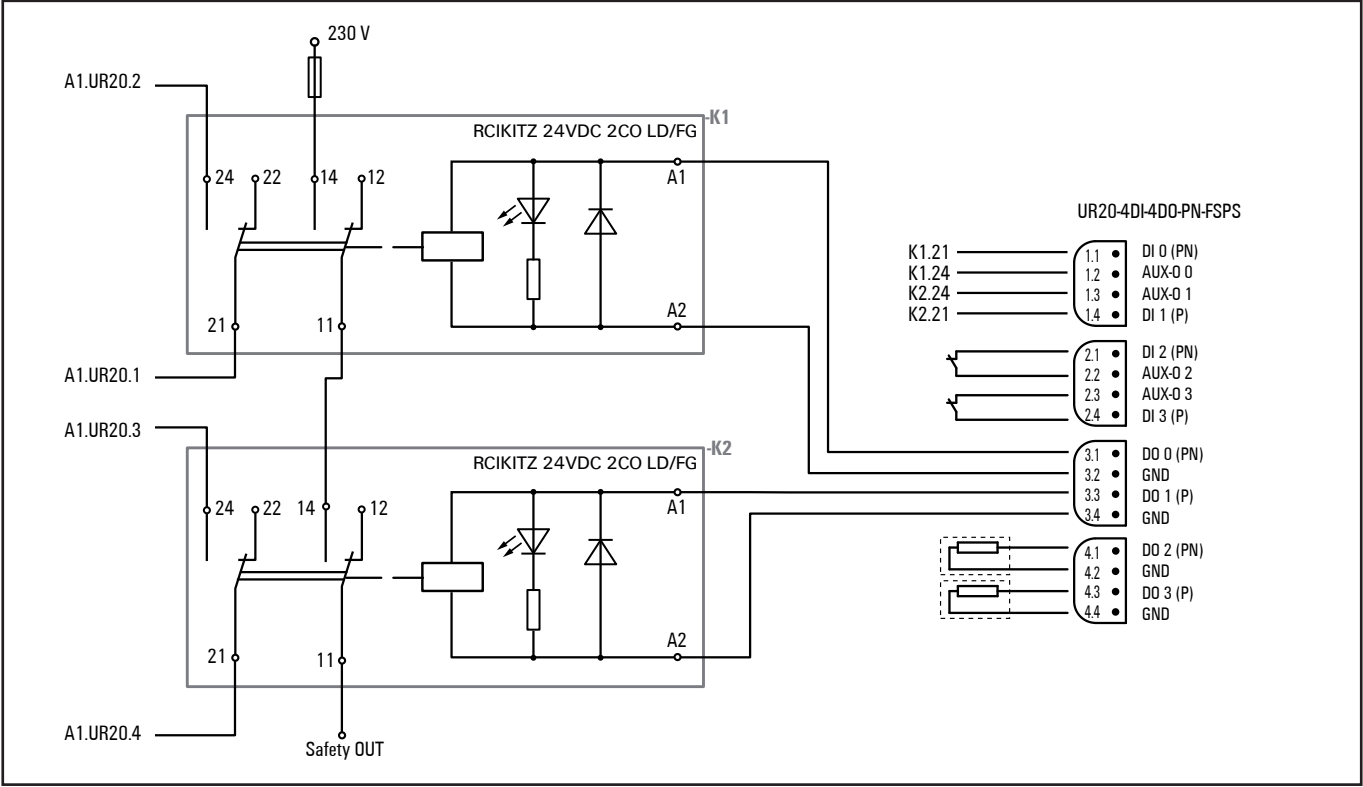 230 V
A1.UR20.2
-K1
RCIKITZ 24VDC 2CO LD/FG
24 22 14 12
A1
A2
21 11
A1.UR20.1
A1.UR20.3
-K2
RCIKITZ 24VDC 2CO LD/FG
24 22 14 12
A1
A2
21 11
A1.UR20.4
Safety OUT
UR20-4DI-4DO-PN-FSPS
K1.21 1.1 DI 0 (PN)
K1.24 1.2 AUX-O 0
K2.24 1.3 AUX-O 1
K2.21 1.4 DI 1 (P)
2.1 DI 2 (PN)
2.2 AUX-O 2
2.3 AUX-O 3
2.4 DI 3 (P)
3.1 DO 0 (PN)
3.2 GND
3.3 DO 1 (P)
3.4 GND
4.1 DO 2 (PN)
4.2 GND
4.3 DO 3 (P)
4.4 GND